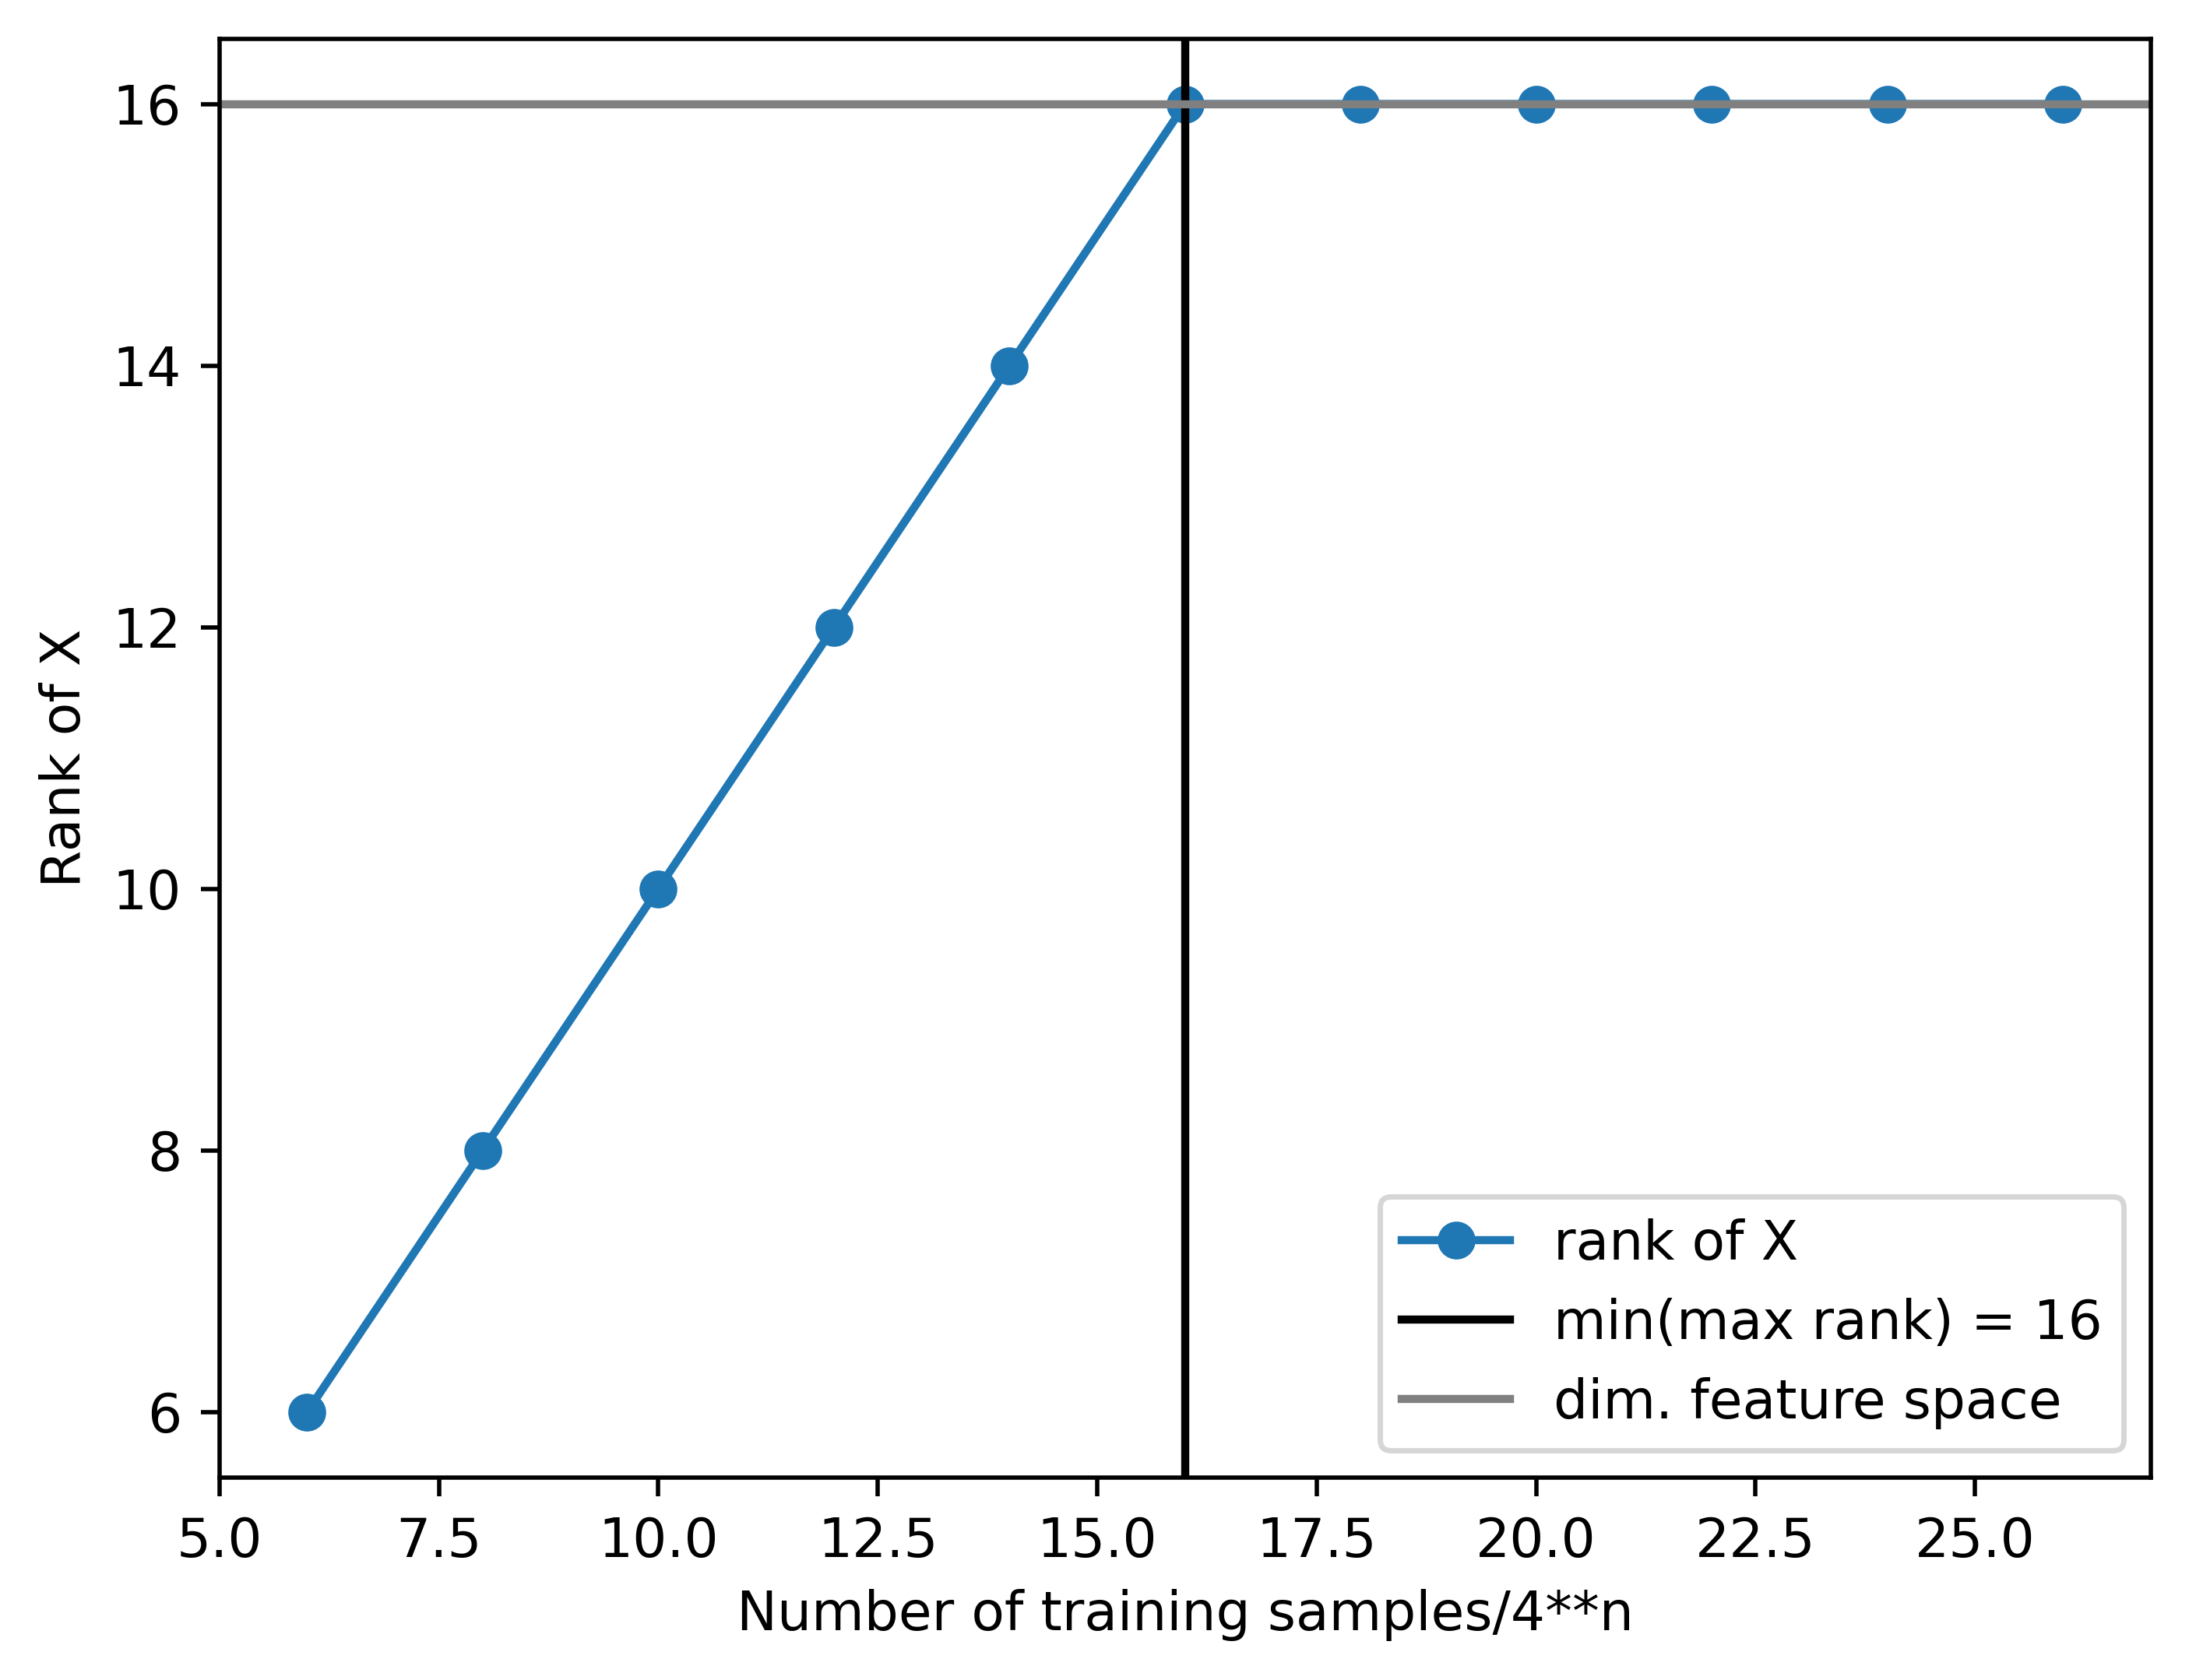 16
14
12
10
8
6
Rank of X
5.0 7.5 10.0 12.5 15.0 17.5 20.0 22.5 25.0
Number of training samples/4**n
rank of X
min(max rank) = 16
dim. feature space